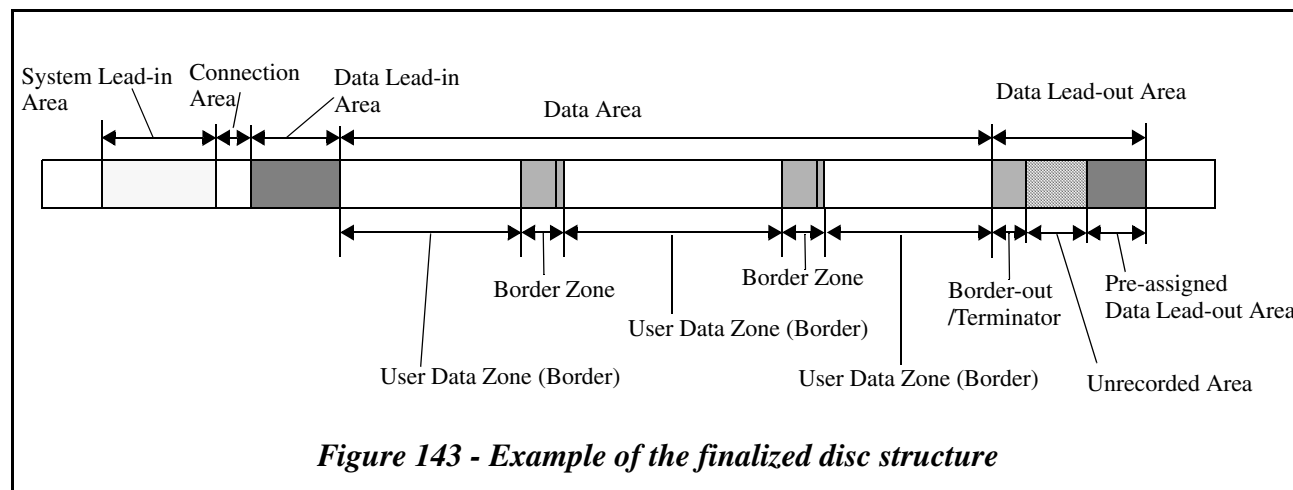 System Lead-in
Area
Connection
Area
Data Lead-in
Area
Data Area
Data Lead-out Area
Border Zone
Border Zone
Border-out
/Terminator
Pre-assigned
Data Lead-out Area
User Data Zone (Border)
User Data Zone (Border)
User Data Zone (Border)
Unrecorded Area
Figure 143 - Example of the finalized disc structure